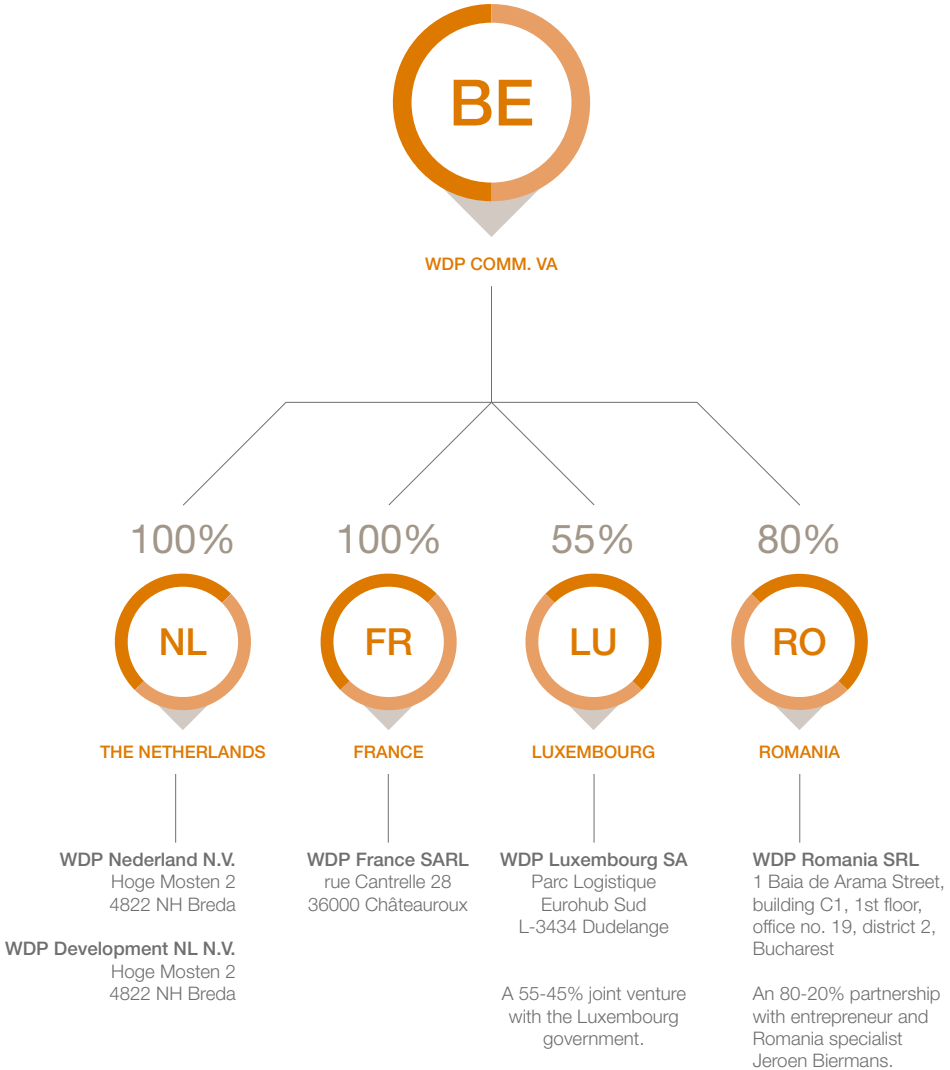 BE
WDP COMM. VA
100%
100%
55%
80%
NL
FR
LU
RO
THE NETHERLANDS
FRANCE
LUXEMBOURG
ROMANIA
WDP Nederland N.V.
Hoge Mosten 2
4822 NH Breda
WDP Development NL N.V.
Hoge Mosten 2
4822 NH Breda
WDP France SARL
rue Cantrelle 28
36000 Châteauroux
WDP Luxembourg SA
Parc Logistique
Eurohub Sud
L-3434 Dudelange
A 55-45% joint venture
with the Luxembourg
government.
WDP Romania SRL
1 Baia de Arama Street,
building C1, 1st floor,
office no. 19, district 2,
Bucharest
An 80-20% partnership
with entrepreneur and
Romania specialist
Jeroen Biermans.